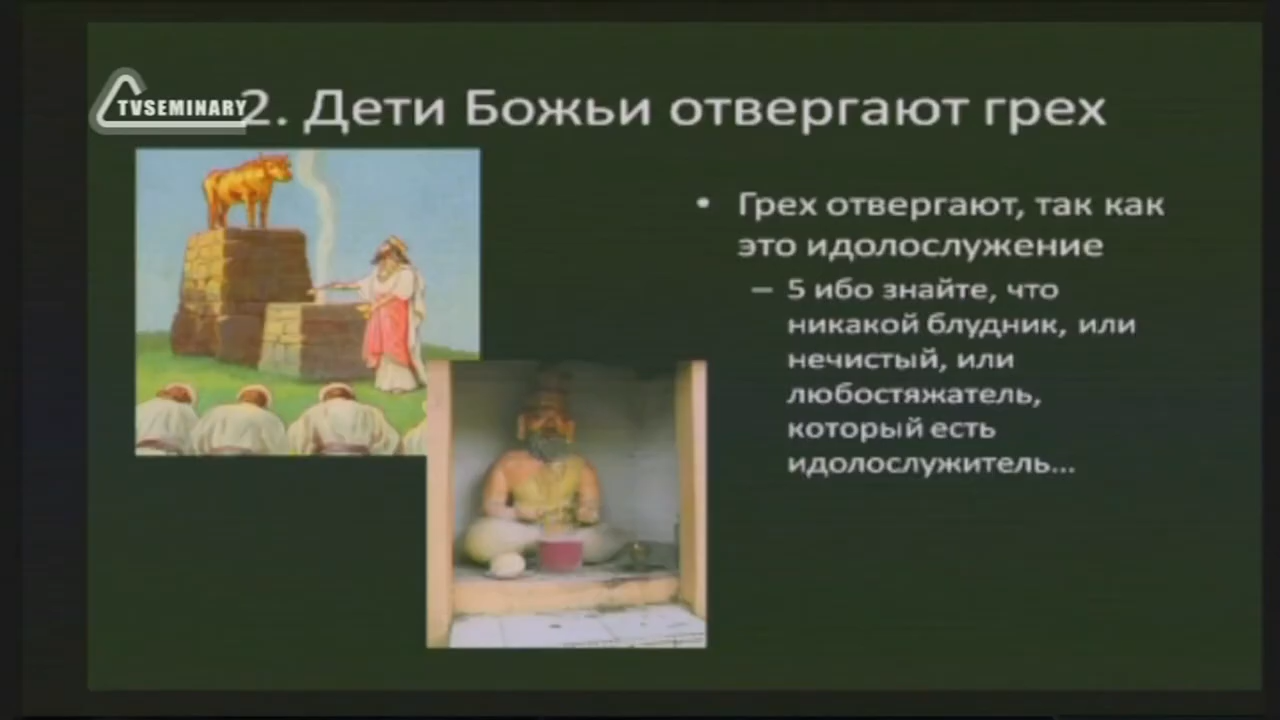 TVSEMINARY
2. Дети Божьи отвергают грех
• Грех отвергают, так как
это идолослужение
– 5 ибо знайте, что
никакой блудник, или
нечистый, или
любостяжатель,
который есть
идолослужитель...